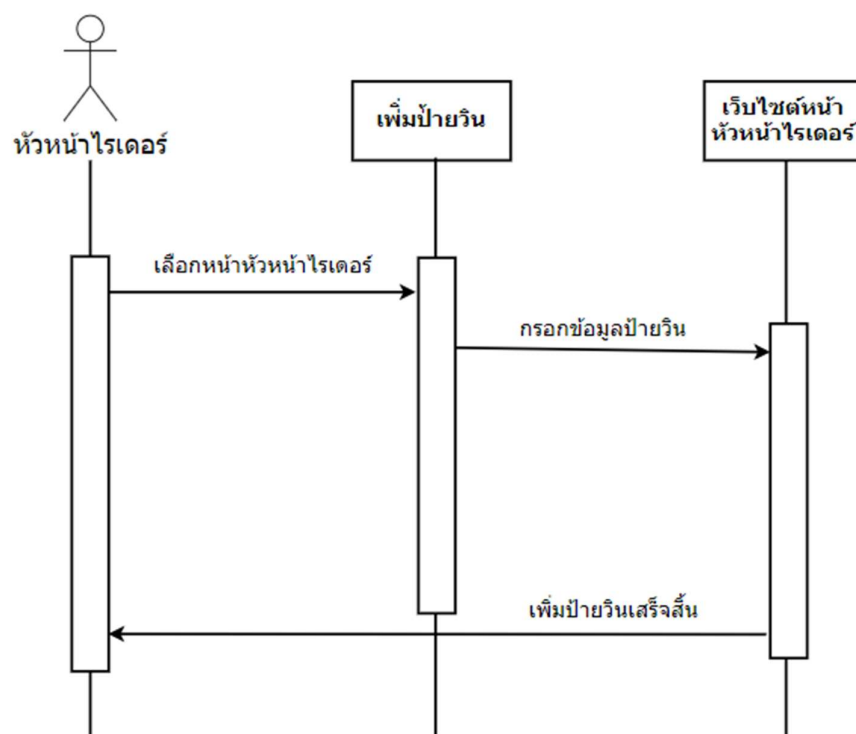 หัวหน้าไรเดอร์
เพิ่มป้ายวิน
เว็บไซต์หน้า
หัวหน้าไรเดอร์
เลือกหน้าหัวหน้าไรเดอร์
กรอกข้อมูลป้ายวิน
เพิ่มป้ายวินเสร็จสิ้น